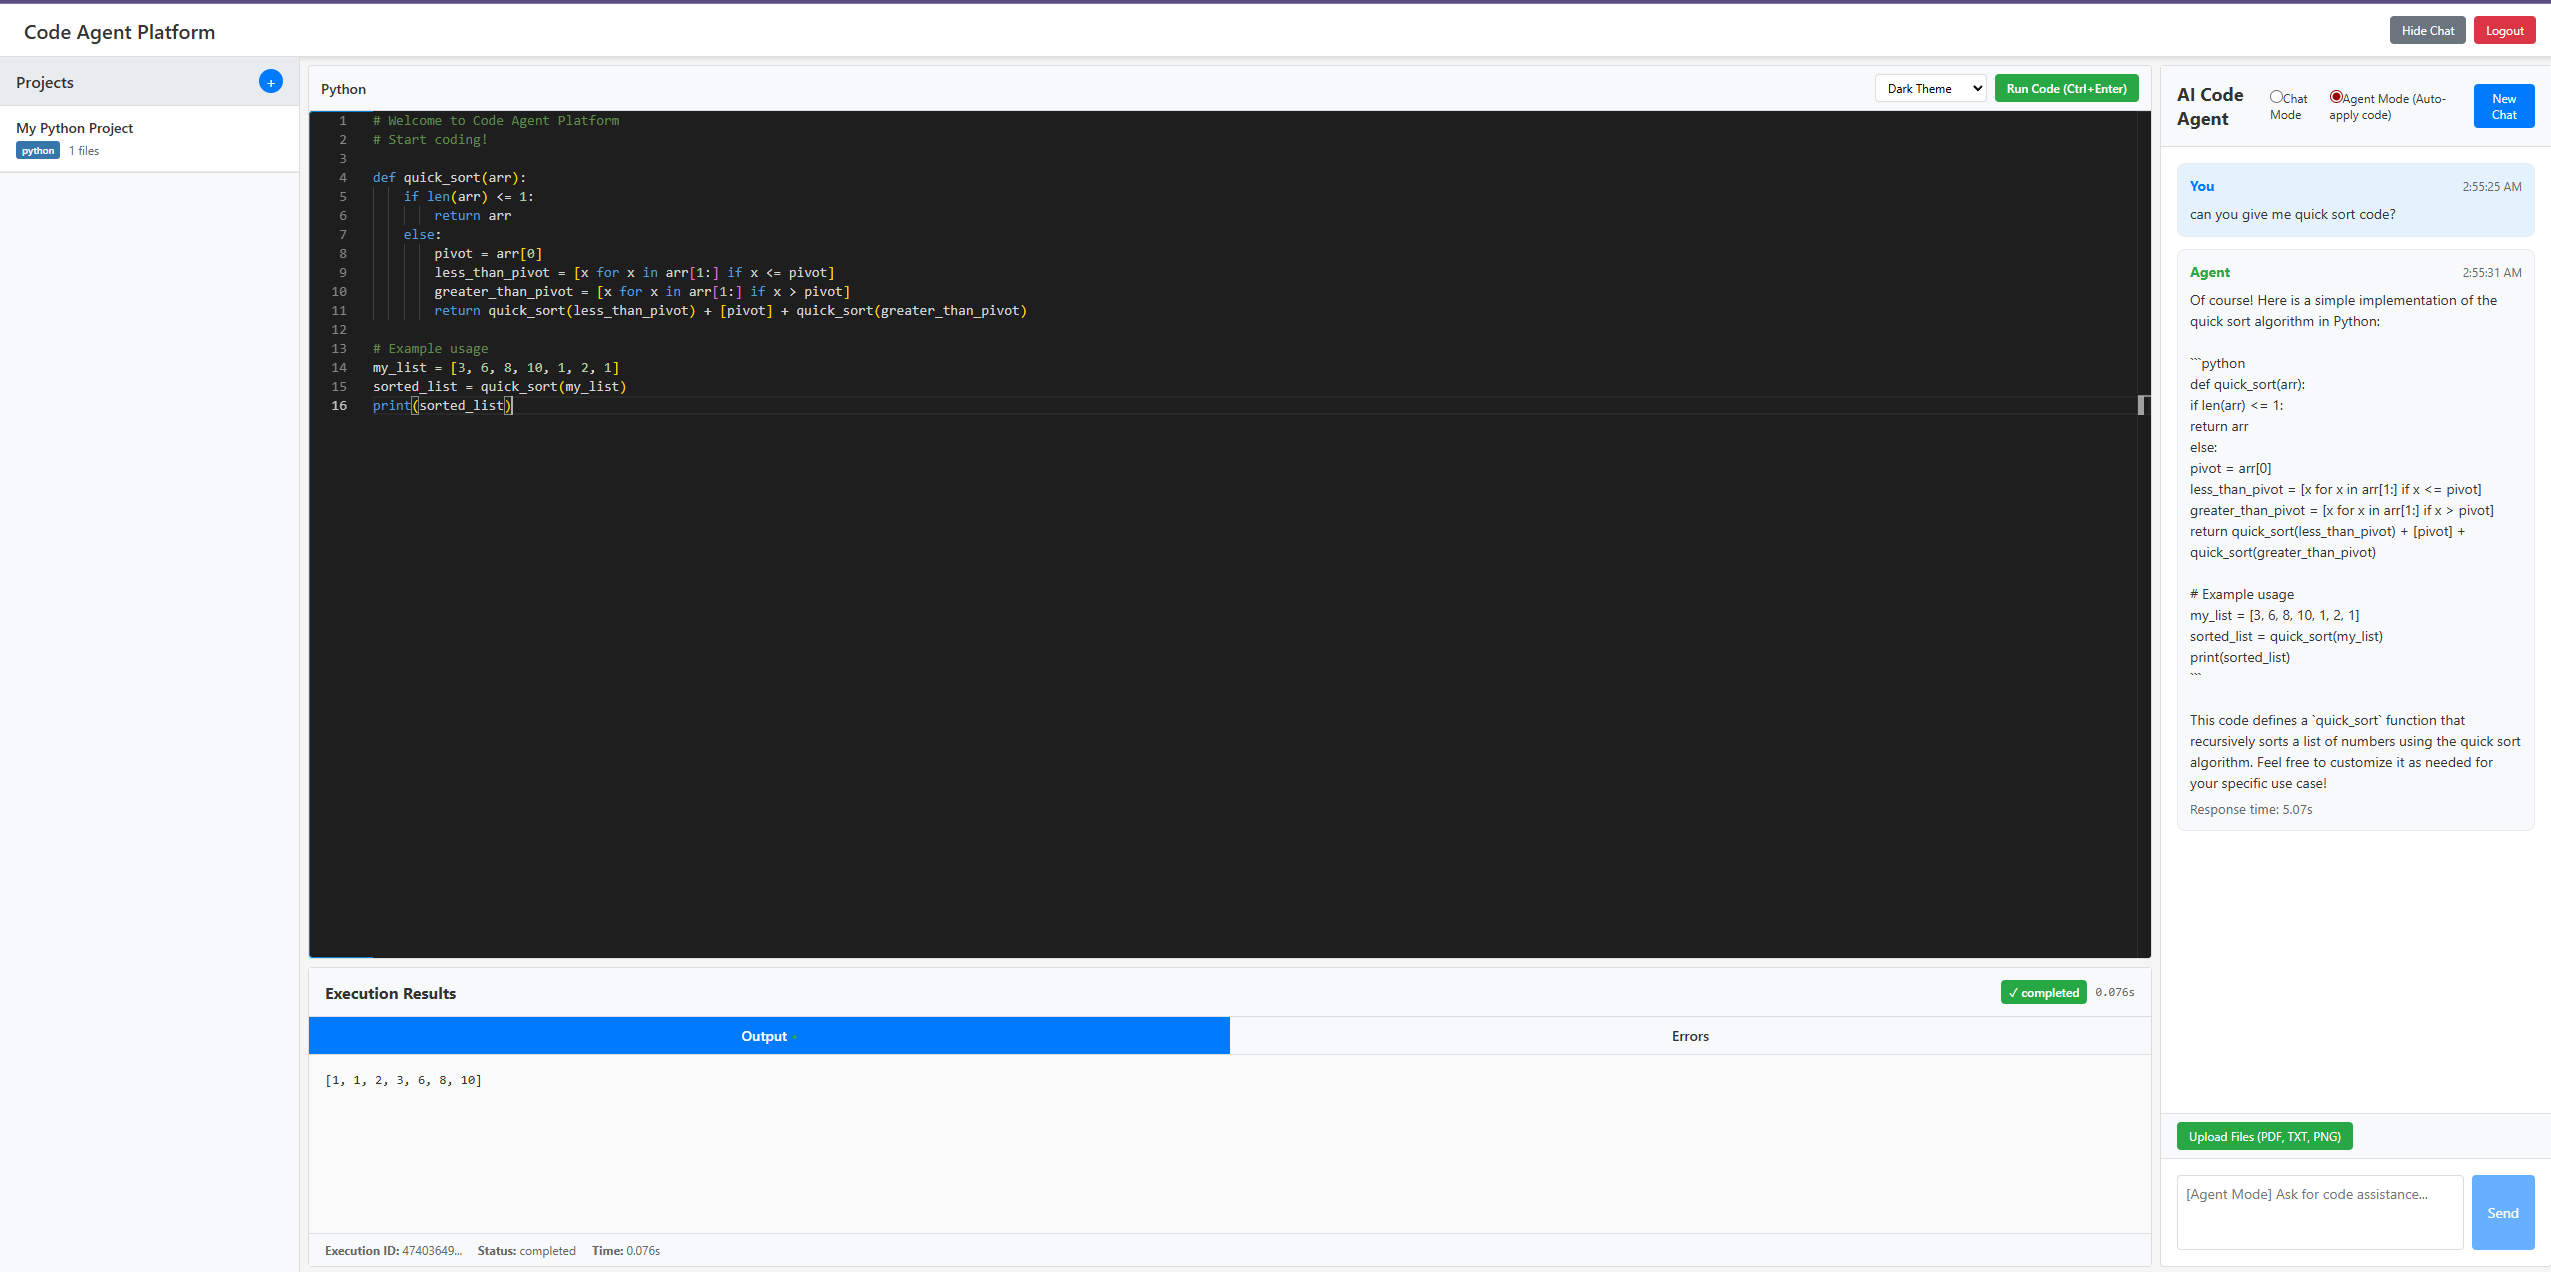 Code Agent Platform
Hide Chat
Logout
Projects
+
My Python Project
python 1 files
Python
Dark Theme
Run Code (Ctrl+Enter)
1 # Welcome to Code Agent Platform
2 # Start coding!
3
4 def quick_sort(arr):
5     if len(arr) <= 1:
6         return arr
7     else:
8         pivot = arr[0]
9         less_than_pivot = [x for x in arr[1:] if x <= pivot]
10         greater_than_pivot = [x for x in arr[1:] if x > pivot]
11         return quick_sort(less_than_pivot) + [pivot] + quick_sort(greater_than_pivot)
12
13 # Example usage
14 my_list = [3, 6, 8, 10, 1, 2, 1]
15 sorted_list = quick_sort(my_list)
16 print(sorted_list)
Execution Results
✓ completed 0.076s
Output
Errors
[1, 1, 2, 3, 6, 8, 10]
Execution ID: 47403649... Status: completed Time: 0.076s
AI Code
Agent
Chat
Mode
Agent Mode (Auto-
apply code)
New
Chat
You 2:55:25 AM
can you give me quick sort code?
Agent 2:55:31 AM
Of course! Here is a simple implementation of the
quick sort algorithm in Python:
```python
def quick_sort(arr):
if len(arr) <= 1:
return arr
else:
pivot = arr[0]
less_than_pivot = [x for x in arr[1:] if x <= pivot]
greater_than_pivot = [x for x in arr[1:] if x > pivot]
return quick_sort(less_than_pivot) + [pivot] +
quick_sort(greater_than_pivot)
# Example usage
my_list = [3, 6, 8, 10, 1, 2, 1]
sorted_list = quick_sort(my_list)
print(sorted_list)
```
This code defines a `quick_sort` function that
recursively sorts a list of numbers using the quick sort
algorithm. Feel free to customize it as needed for
your specific use case!
Response time: 5.07s
Upload Files (PDF, TXT, PNG)
[Agent Mode] Ask for code assistance...
Send